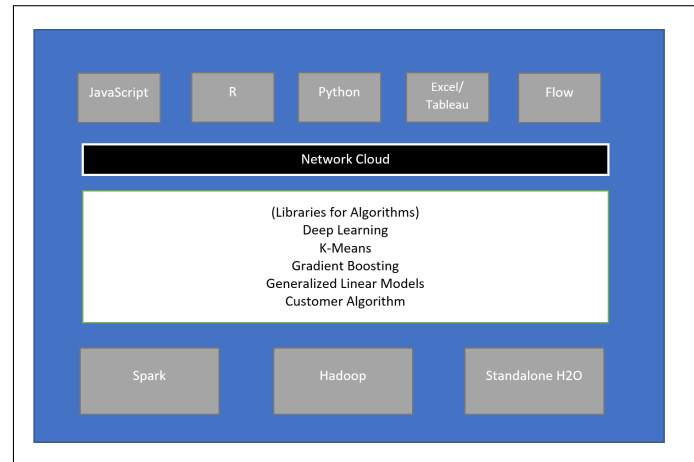 JavaScript
R
Python
Excel/
Tableau
Flow
Network Cloud
(Libraries for Algorithms)
Deep Learning
K-Means
Gradient Boosting
Generalized Linear Models
Customer Algorithm
Spark
Hadoop
Standalone H2O